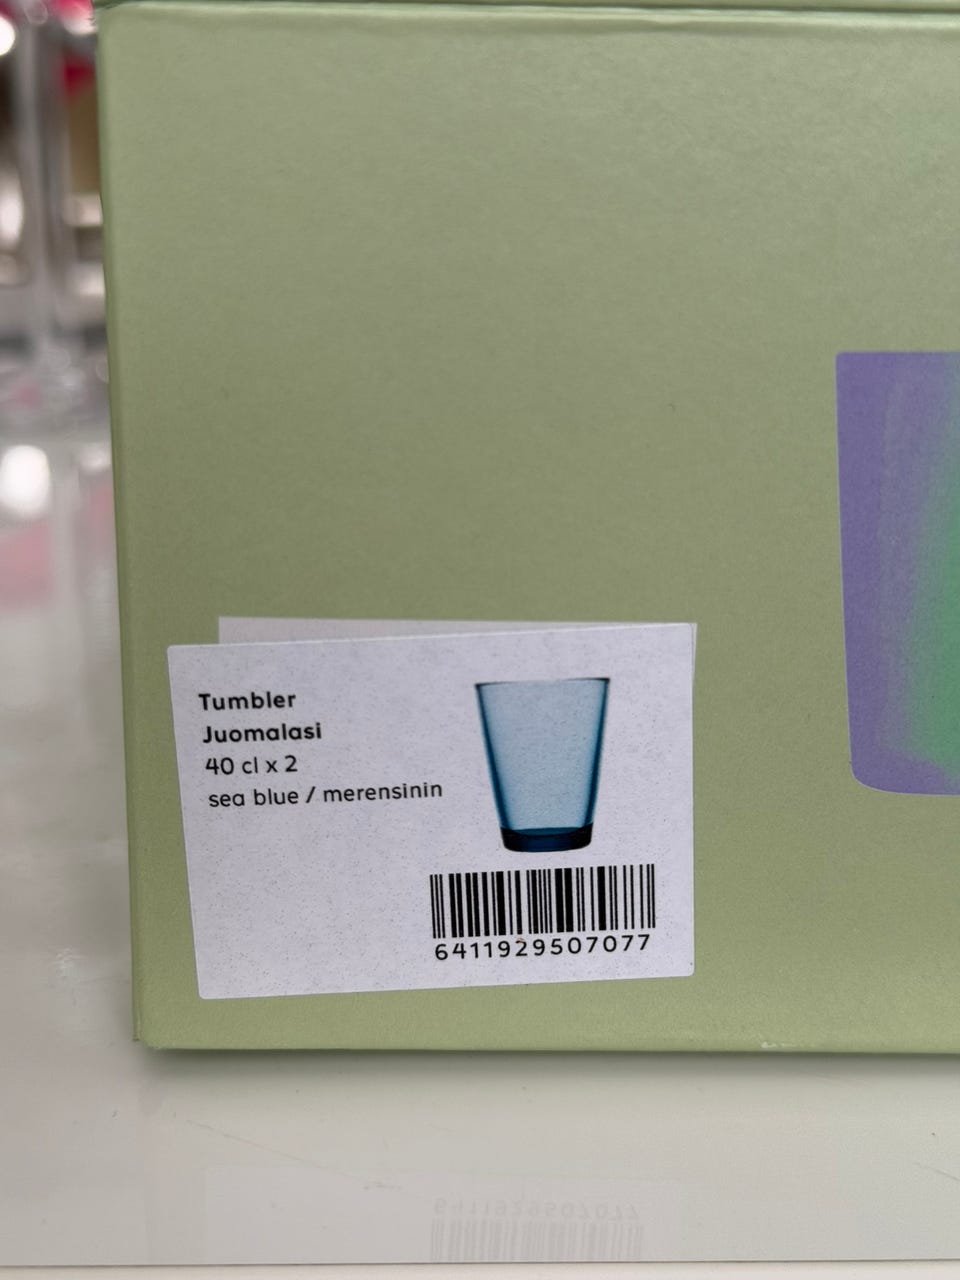 Tumbler
Juomalasi
40 cl x 2
sea blue / merensinin
6411929507077